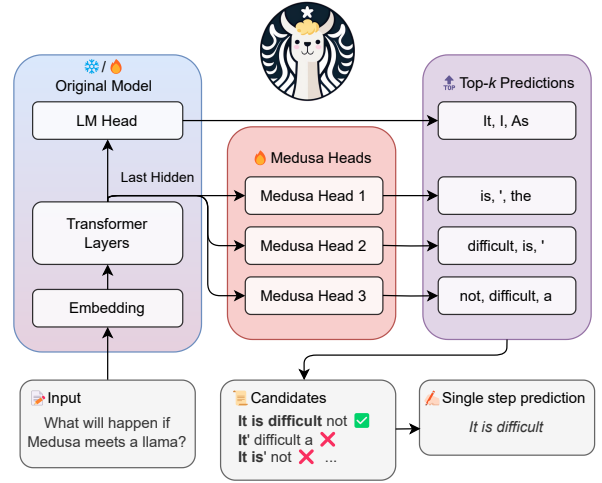 /
Original Model
LM Head
Last Hidden
Transformer
Layers
Embedding
Medusa Heads
Medusa Head 1
Medusa Head 2
Medusa Head 3
TOP
Top-k Predictions
It, I, As
is, ', the
difficult, is, '
not, difficult, a
Input
What will happen if
Medusa meets a llama?
Candidates
It is difficult not
It' difficult a
It is' not ...
Single step prediction
It is difficult